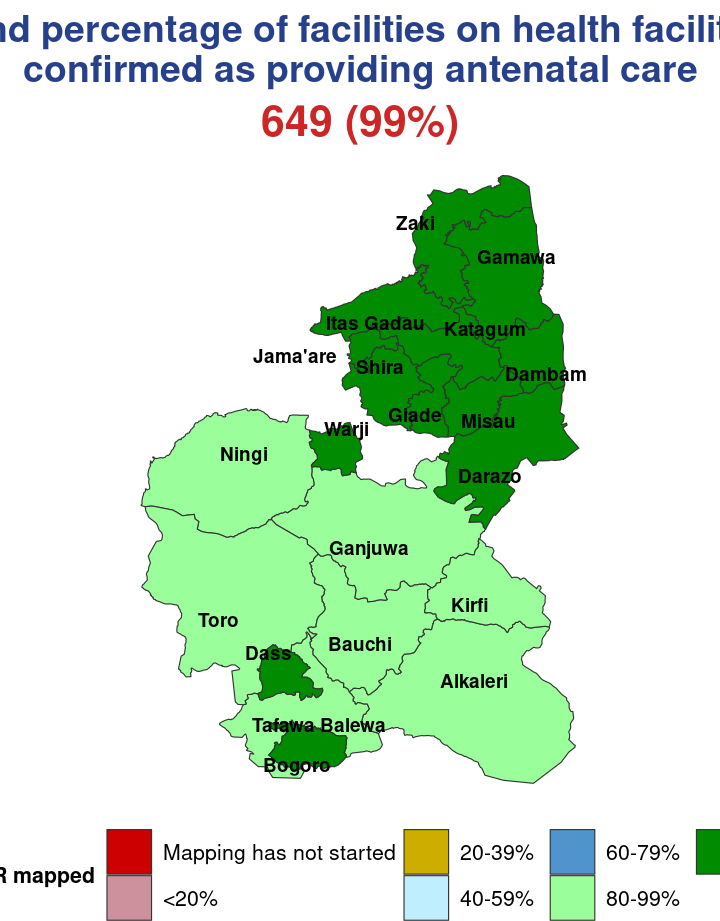 percentage of facilities on health
confirmed as providing antenatal care
649 (99%)
Zaki
Gamawa
Itas Gadau
Katagum
Jama'are
Shira
Dambam
Giade
Misau
Warji
Ningi
Darazo
Ganjuwa
Kirfi
Toro
Bauchi
Dass
Alkaleri
Tafawa Balewa
Bogoro
Mapping has not started
20-39%
60-79%
R mapped
<20%
40-59%
80-99%